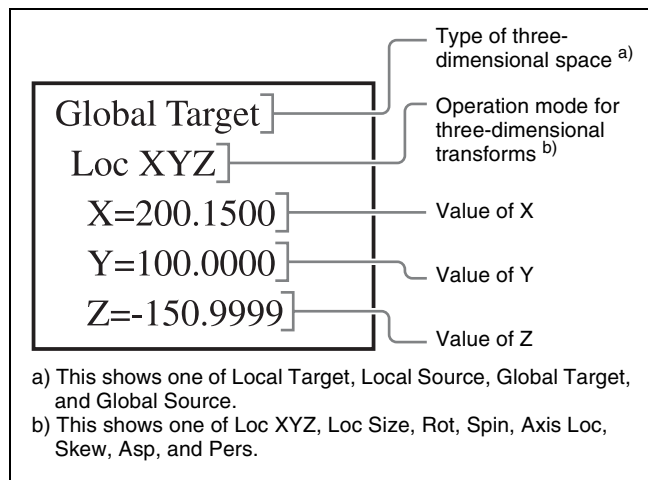 Type of three-
dimensional space a)
Global Target
Operation mode for
three-dimensional
transforms b)
Loc XYZ
X=200.1500
Value of X
Y=100.0000
Value of Y
Z=-150.9999
Value of Z
a) This shows one of Local Target, Local Source, Global Target,
and Global Source.
b) This shows one of Loc XYZ, Loc Size, Rot, Spin, Axis Loc,
Skew, Asp, and Pers.